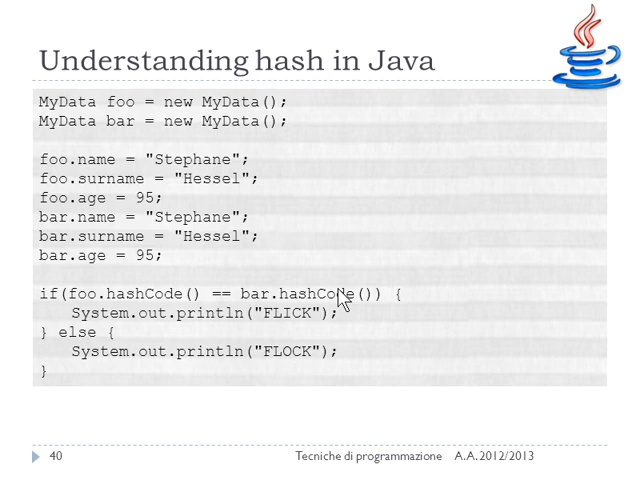 Understanding hash in Java
MyData foo = new MyData();
MyData bar = new MyData();
foo.name = "Stephane";
foo.surname = "Hessel";
foo.age = 95;
bar.name = "Stephane";
bar.surname = "Hessel";
bar.age = 95;
if(foo.hashCode() == bar.hashCode()) {
System.out.println("FLICK");
} else {
System.out.println("FLOCK");
}
40 Tecniche di programmazione A.A. 2012/2013